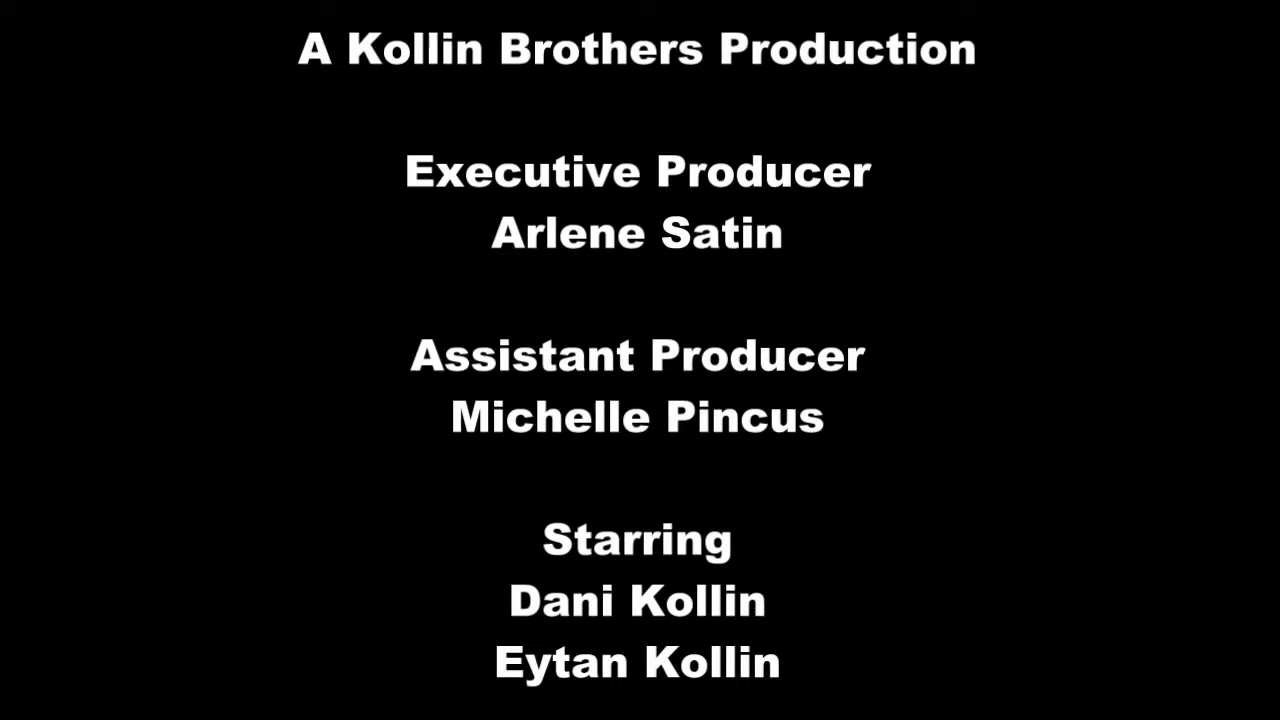 A Kollin Brothers Production
Executive Producer
Arlene Satin
Assistant Producer
Michelle Pincus
Starring
Dani Kollin
Eytan Kollin